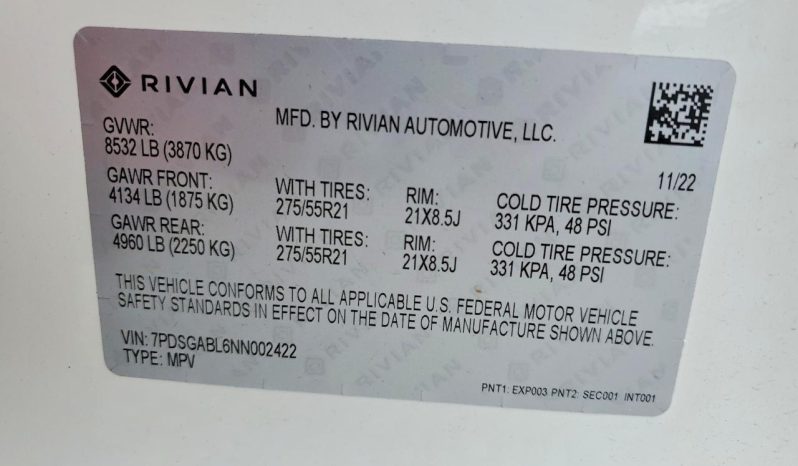 RIVIAN
MFD. BY RIVIAN AUTOMOTIVE, LLC.
GVWR:
8532 LB (3870 KG)
11/22
GAWR FRONT: WITH TIRES: RIM: COLD TIRE PRESSURE:
4134 LB (1875 KG) 275/55R21 21X8.5J 331 KPA, 48 PSI
GAWR REAR: WITH TIRES: RIM: COLD TIRE PRESSURE:
4960 LB (2250 KG) 275/55R21 21X8.5J 331 KPA, 48 PSI
THIS VEHICLE CONFORMS TO ALL APPLICABLE U.S. FEDERAL MOTOR VEHICLE
SAFETY STANDARDS IN EFFECT ON THE DATE OF MANUFACTURE SHOWN ABOVE.
VIN: 7PDSGABL6NN002422
TYPE: MPV
PNT1: EXP003 PNT2: SEC001 INT001